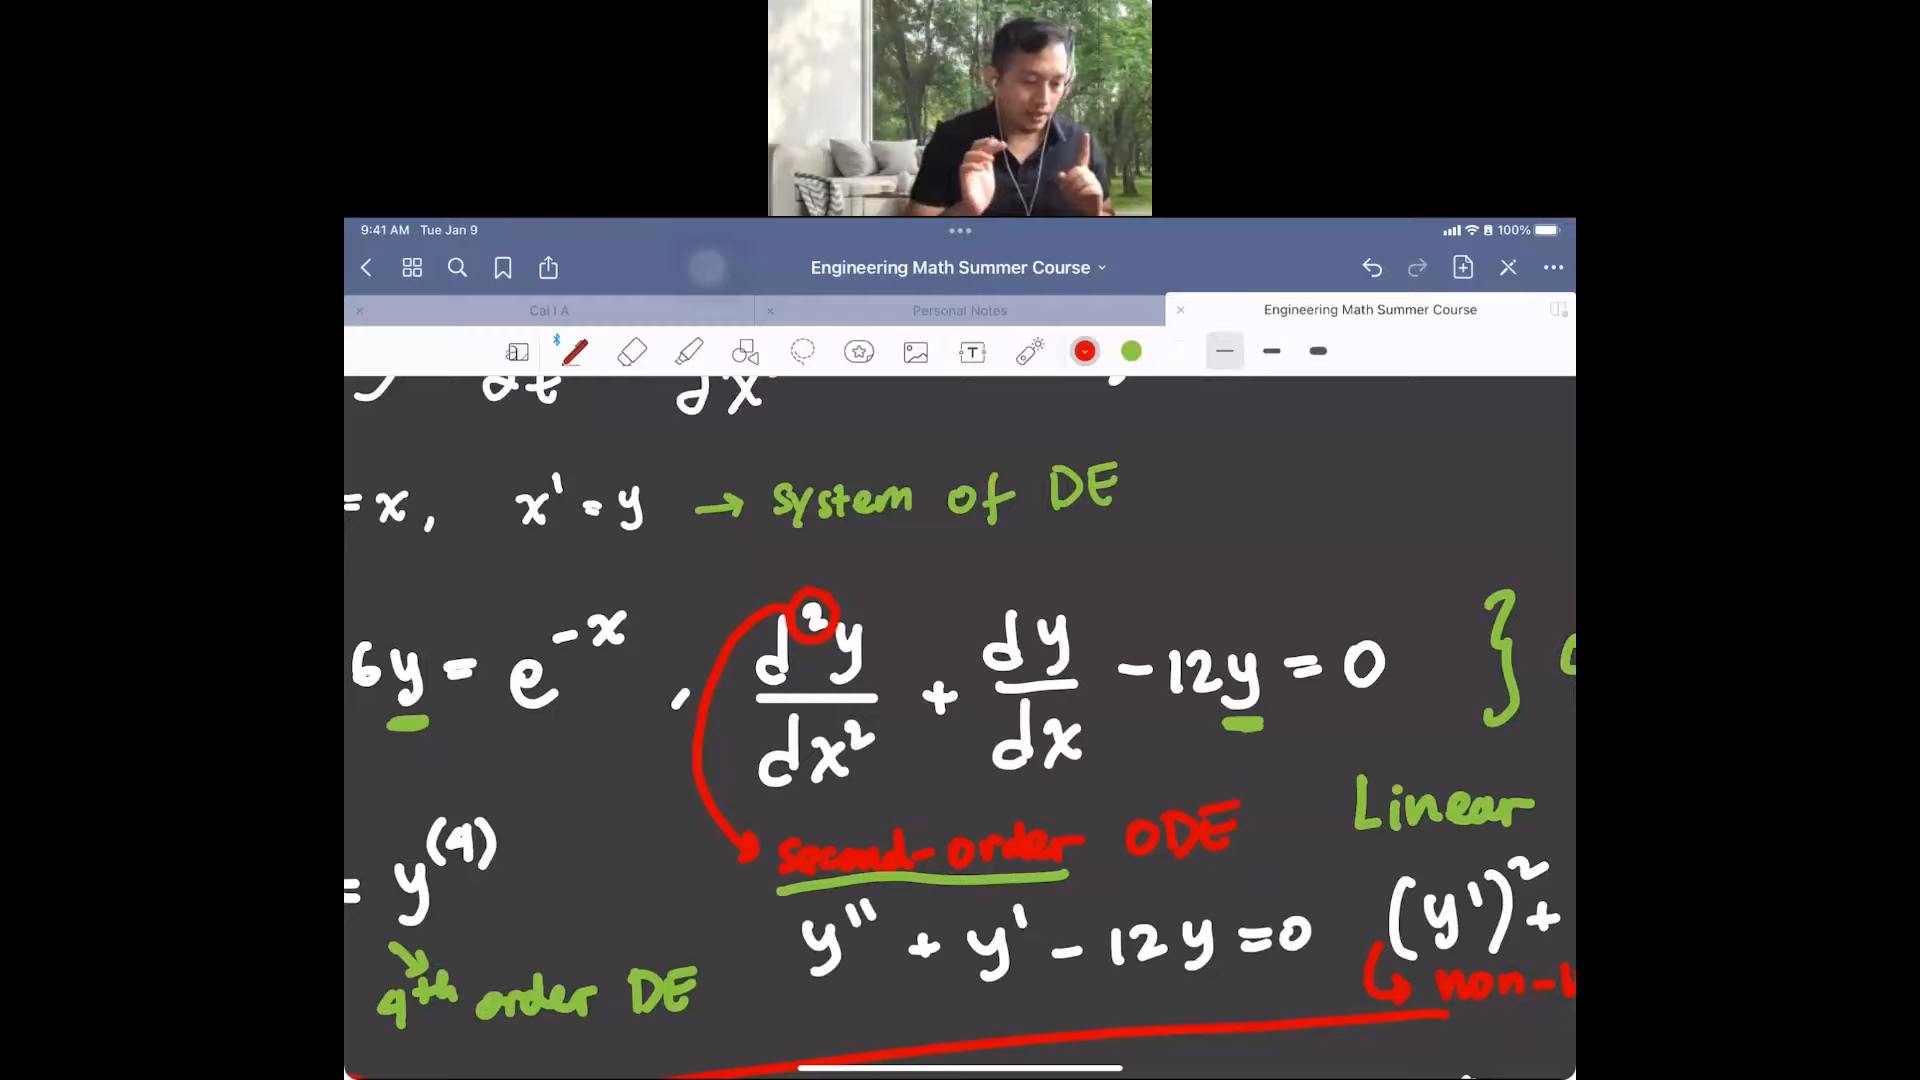 9:41 AM Tue Jan 9
100%
Engineering Math Summer Course
Cal I A
Personal Notes
Engineering Math Summer Course
∂t ∂x
= x, x' = y → system of DE
6y = e^-x , d²y/dx² + dy/dx - 12y = 0 }
Linear
= y^(4)
second-order ODE
y'' + y' - 12y = 0
(y')² +
4th order DE
non-